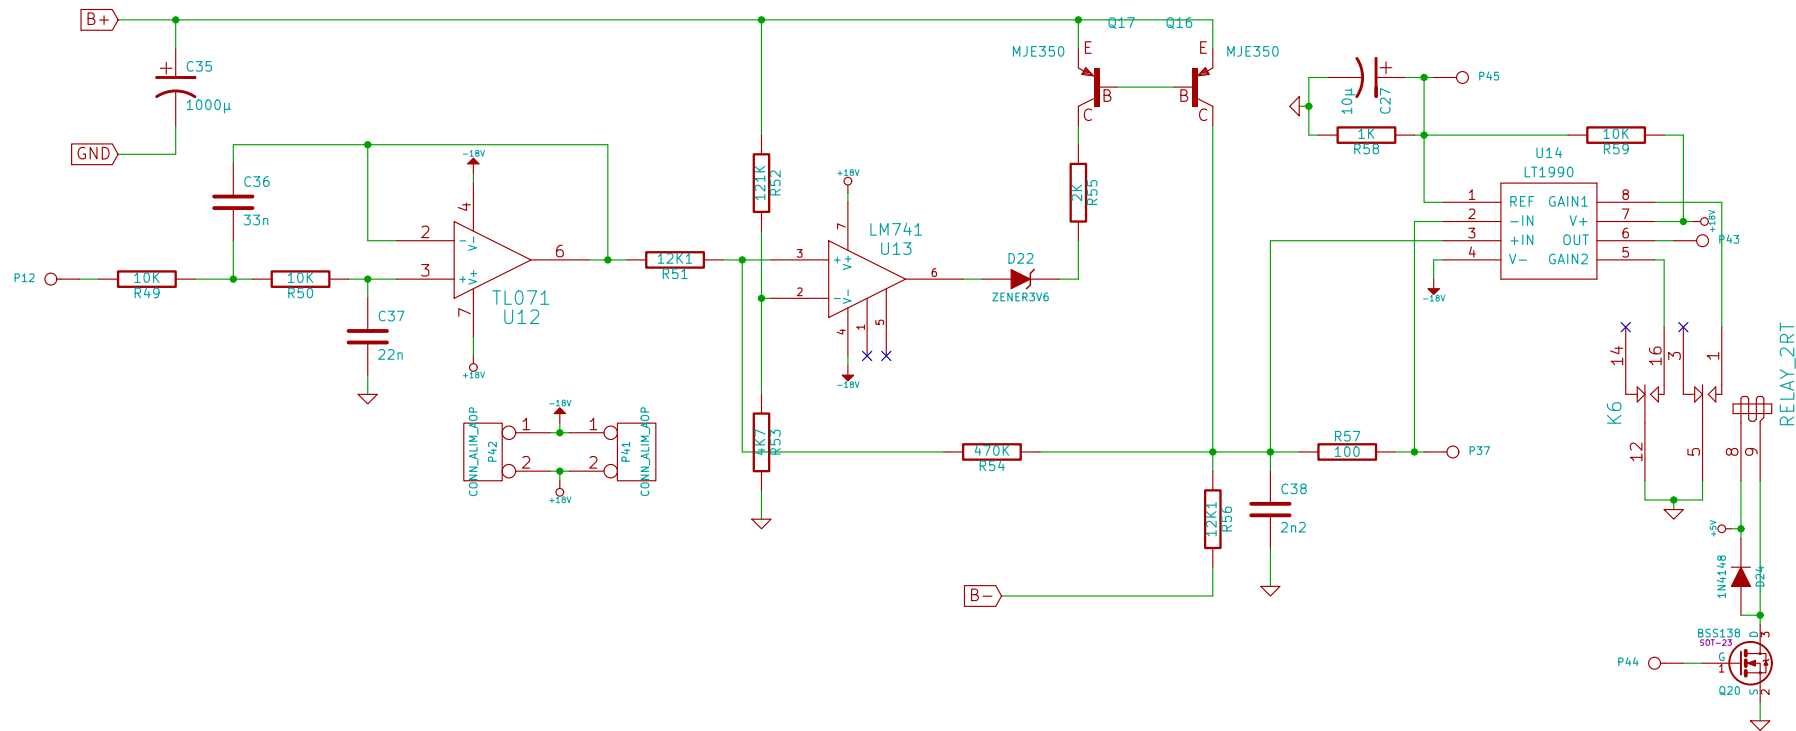 B+
C35
1000µ
GND
C36
33n
P12
10K
R49
10K
R50
C37
22n
-18V
4
2
3
6
7
- V-
+ V+
TL071
U12
+18V
12K1
R51
121K
R52
4K7
R53
+18V
7
3
2
4
1
5
6
+ V+
- V-
LM741
U13
-18V
D22
ZENER3V6
2K
R55
Q17
Q16
MJE350
MJE350
E
B
C
E
B
C
CONN_ALIM_AOP
P42
1
2
-18V
+18V
1
2
P41
CONN_ALIM_AOP
470K
R54
12K1
R56
B-
C38
2n2
R57
100
P37
10µ
C27
P45
1K
R58
10K
R59
U14
LT1990
1 REF GAIN1 8
2 -IN V+ 7
3 +IN OUT 6
4 V- GAIN2 5
+18V
P43
-18V
14
16
3
1
K6
12
5
8
9
RELAY_2RT
+5V
1N4148
D24
BSS138
SOT-23
D
3
G
1
P44
Q20
S
2